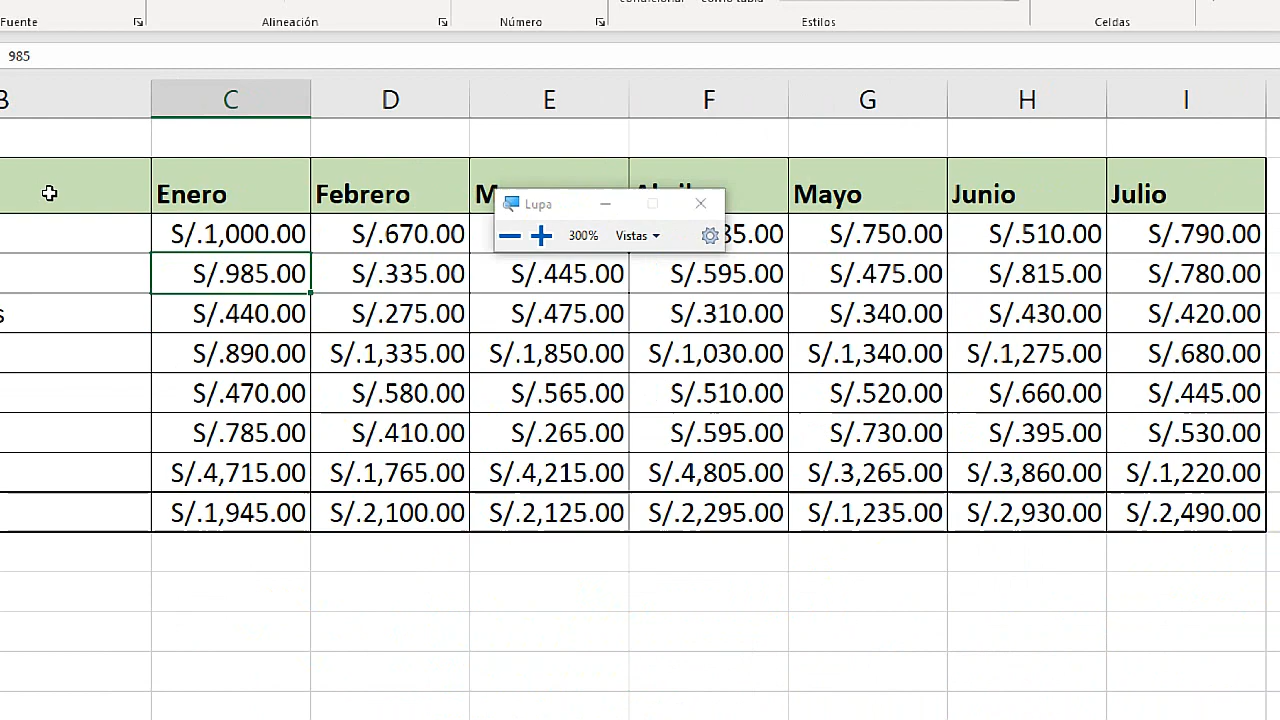 Fuente Alineación Número Estilos Celdas
985
B C D E F G H I
Enero Febrero Mayo Junio Julio
Lupa
300% Vistas
S/.1,000.00 S/.670.00 S/.750.00 S/.510.00 S/.790.00
S/.985.00 S/.335.00 S/.445.00 S/.595.00 S/.475.00 S/.815.00 S/.780.00
s S/.440.00 S/.275.00 S/.475.00 S/.310.00 S/.340.00 S/.430.00 S/.420.00
S/.890.00 S/.1,335.00 S/.1,850.00 S/.1,030.00 S/.1,340.00 S/.1,275.00 S/.680.00
S/.470.00 S/.580.00 S/.565.00 S/.510.00 S/.520.00 S/.660.00 S/.445.00
S/.785.00 S/.410.00 S/.265.00 S/.595.00 S/.730.00 S/.395.00 S/.530.00
S/.4,715.00 S/.1,765.00 S/.4,215.00 S/.4,805.00 S/.3,265.00 S/.3,860.00 S/.1,220.00
S/.1,945.00 S/.2,100.00 S/.2,125.00 S/.2,295.00 S/.1,235.00 S/.2,930.00 S/.2,490.00